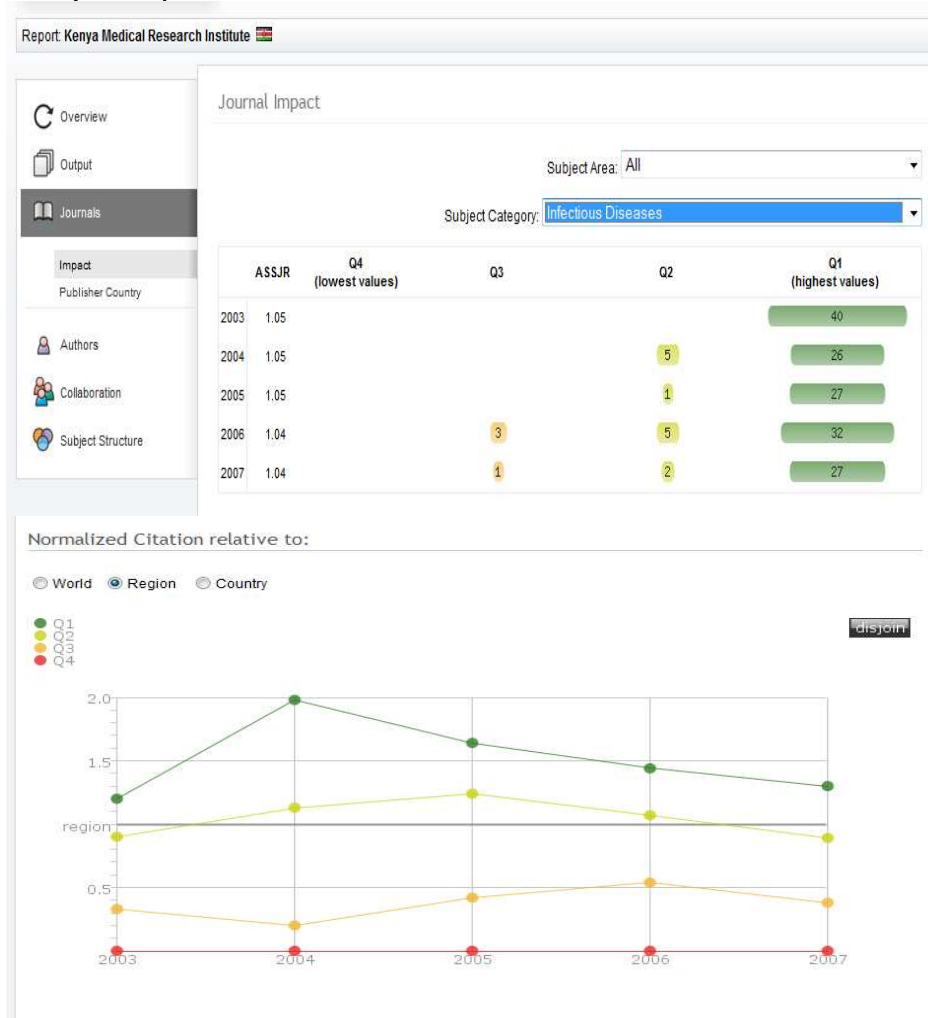 Report: Kenya Medical Research Institute
Overview
Output
Journals
Impact
Publisher Country
Authors
Collaboration
Subject Structure
Journal Impact
Subject Area: All
Subject Category: Infectious Diseases
ASSJR Q4 (lowest values) Q3 Q2 Q1 (highest values)
2003 1.05 40
2004 1.05 5 26
2005 1.05 1 27
2006 1.04 3 5 32
2007 1.04 1 2 27
Normalized Citation relative to:
World Region Country
Q1
Q2
Q3
Q4
disjoin
2.0
1.5
region
0.5
2003 2004 2005 2006 2007